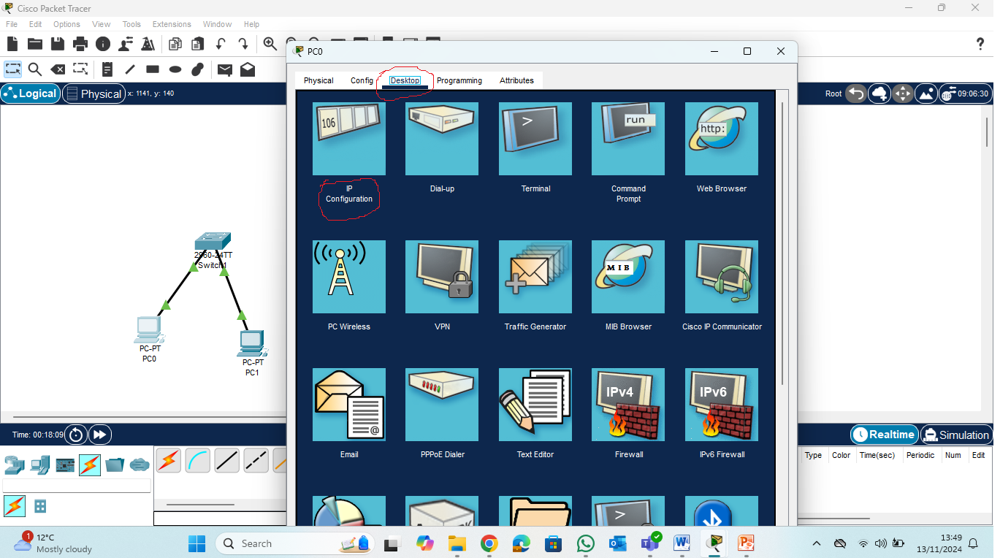 Cisco Packet Tracer
File Edit Options View Tools Extensions Window Help
PC0
Physical Config Desktop Programming Attributes
Logical Physical x: 1141, y: 140
Root 09:06:30
106
>
run
http:
IP Configuration
Dial-up
Terminal
Command Prompt
Web Browser
2960-24TT
Switch1
PC-PT
PC0
PC-PT
PC1
MIB
PC Wireless
VPN
Traffic Generator
MIB Browser
Cisco IP Communicator
@
IPv4
IPv6
Email
PPPoE Dialer
Text Editor
Firewall
IPv6 Firewall
>
Time: 00:18:09
Realtime Simulation
Type Color Time(sec) Periodic Num Edit
1
12°C
Mostly cloudy
Search
13:49
13/11/2024